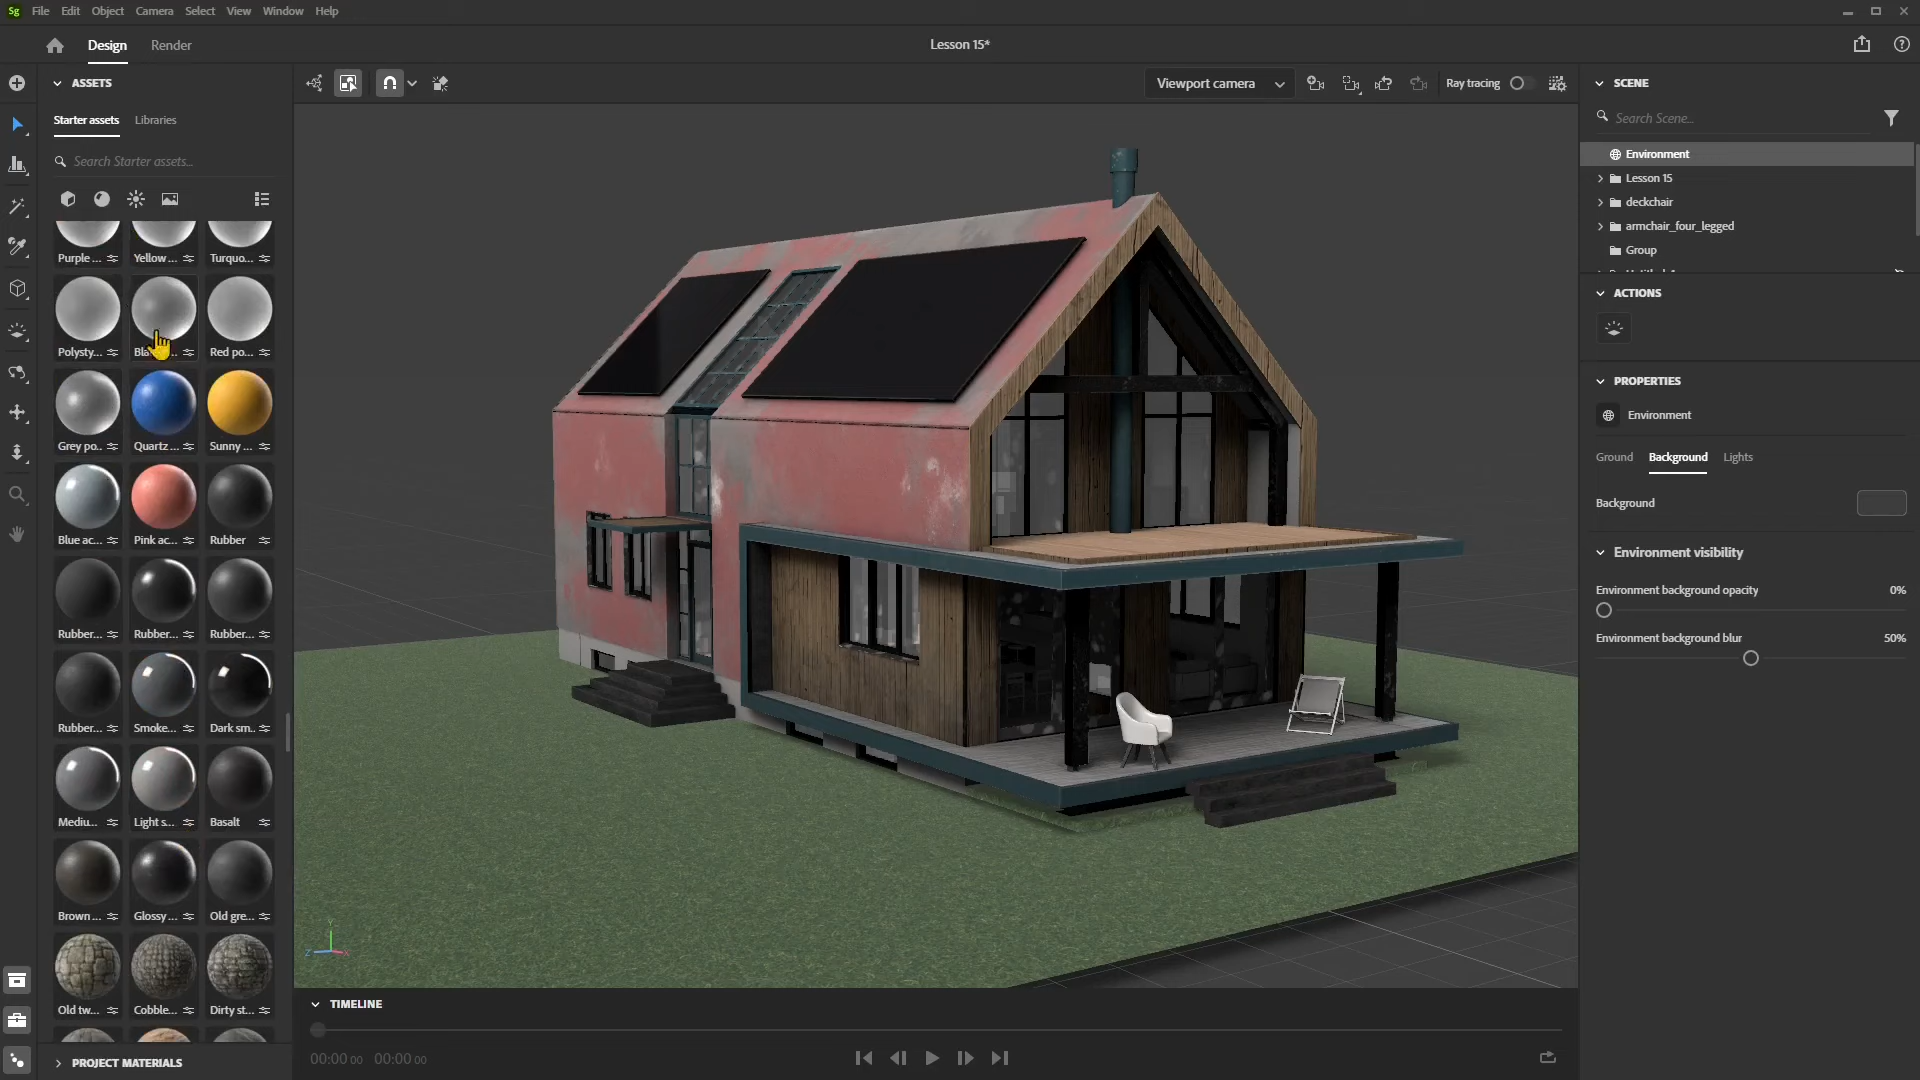 Sg File Edit Object Camera Select View Window Help
Design Render
Lesson 15*
ASSETS
Starter assets Libraries
Search Starter assets...
Purple ... Yellow ... Turquo...
Polysty... Red po...
Grey po... Quartz ... Sunny ...
Blue ac... Pink ac... Rubber
Rubber... Rubber... Rubber...
Rubber... Smoke... Dark sm..
Mediu... Light s... Basalt
Brown ... Glossy ... Old gre...
Old tw... Cobble... Dirty st...
PROJECT MATERIALS
Viewport camera
Ray tracing
TIMELINE
00:00 00 00:00 00
SCENE
Search Scene...
Environment
Lesson 15
deckchair
armchair_four_legged
Group
ACTIONS
PROPERTIES
Environment
Ground Background Lights
Background
Environment visibility
Environment background opacity 0%
Environment background blur 50%